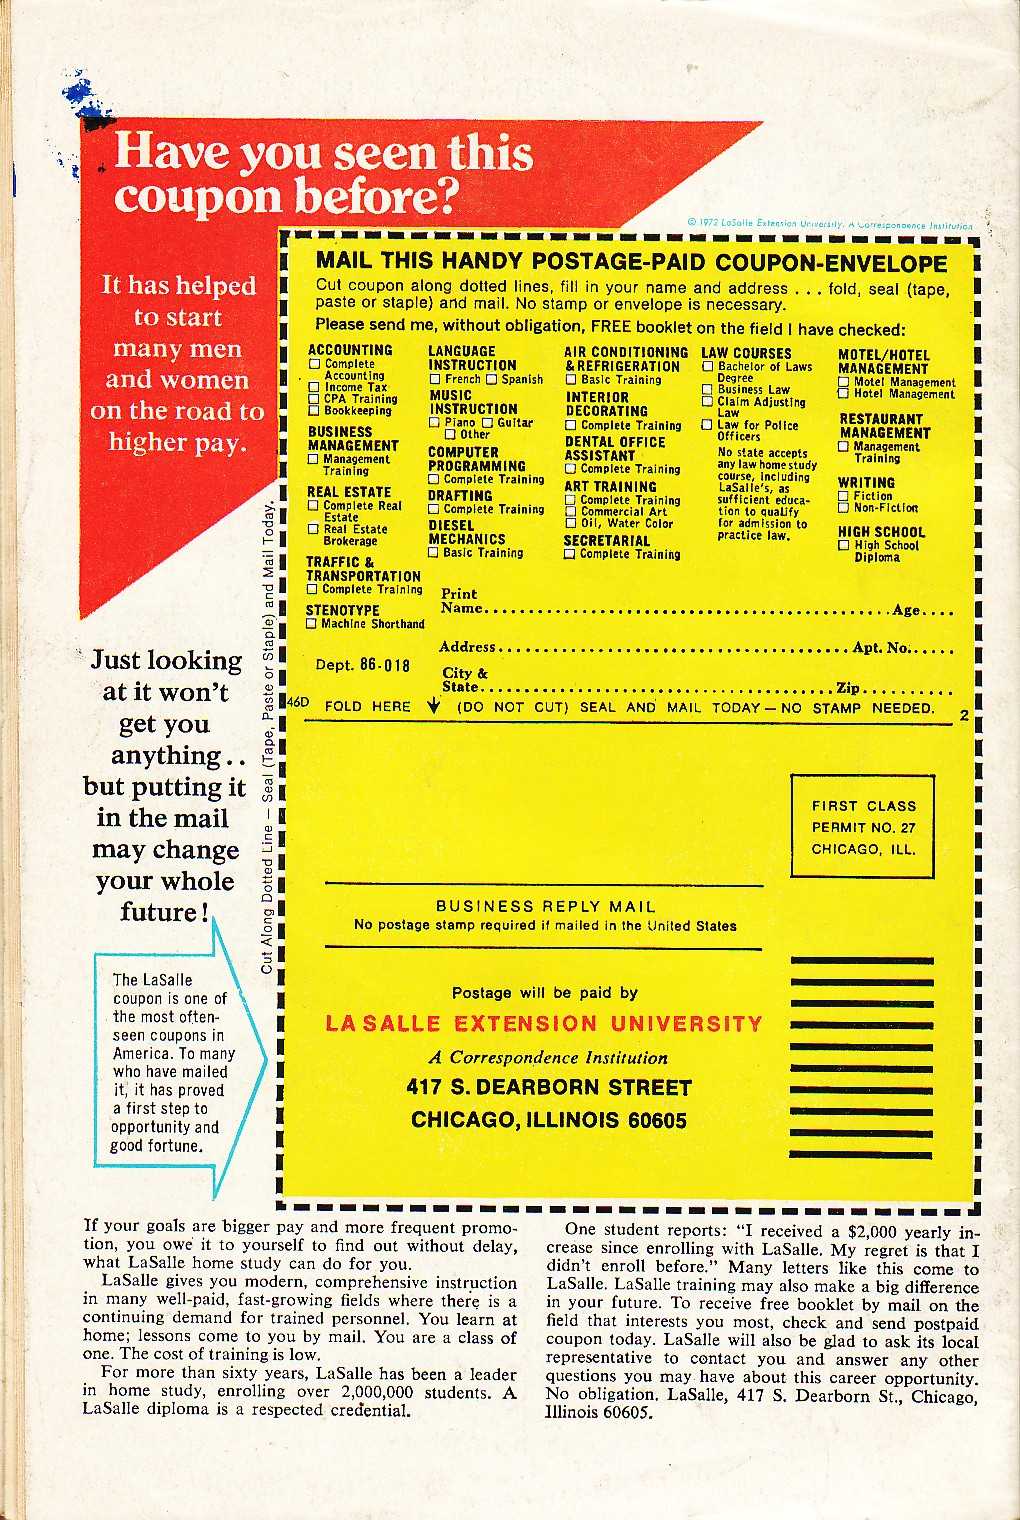 Have you seen this
coupon before?
© 1972 LaSalle Extension University, A Correspondence Institution
It has helped
to start
many men
and women
on the road to
higher pay.
Just looking
at it won't
get you
anything..
but putting it
in the mail
may change
your whole
future!
The LaSalle
coupon is one of
the most often-
seen coupons in
America. To many
who have mailed
it, it has proved
a first step to
opportunity and
good fortune.
Cut Along Dotted Line — Seal (Tape, Paste or Staple) and Mail Today.
MAIL THIS HANDY POSTAGE-PAID COUPON-ENVELOPE
Cut coupon along dotted lines, fill in your name and address . . . fold, seal (tape,
paste or staple) and mail. No stamp or envelope is necessary.
Please send me, without obligation, FREE booklet on the field I have checked:
ACCOUNTING
☐ Complete
Accounting
☐ Income Tax
☐ CPA Training
☐ Bookkeeping
BUSINESS
MANAGEMENT
☐ Management
Training
REAL ESTATE
☐ Complete Real
Estate
☐ Real Estate
Brokerage
TRAFFIC &
TRANSPORTATION
☐ Complete Training
STENOTYPE
☐ Machine Shorthand
LANGUAGE
INSTRUCTION
☐ French ☐ Spanish
MUSIC
INSTRUCTION
☐ Piano ☐ Guitar
☐ Other
COMPUTER
PROGRAMMING
☐ Complete Training
DRAFTING
☐ Complete Training
DIESEL
MECHANICS
☐ Basic Training
AIR CONDITIONING
& REFRIGERATION
☐ Basic Training
INTERIOR
DECORATING
☐ Complete Training
DENTAL OFFICE
ASSISTANT
☐ Complete Training
ART TRAINING
☐ Complete Training
☐ Commercial Art
☐ Oil, Water Color
SECRETARIAL
☐ Complete Training
LAW COURSES
☐ Bachelor of Laws
Degree
☐ Business Law
☐ Claim Adjusting
Law
☐ Law for Police
Officers
No state accepts
any law home study
course, including
LaSalle's, as
sufficient educa-
tion to qualify
for admission to
practice law.
MOTEL/HOTEL
MANAGEMENT
☐ Motel Management
☐ Hotel Management
RESTAURANT
MANAGEMENT
☐ Management
Training
WRITING
☐ Fiction
☐ Non-Fiction
HIGH SCHOOL
☐ High School
Diploma
Print
Name.............................................Age....
Address.......................................Apt. No......
Dept. 86-018
City &
State.......................................Zip..........
46D FOLD HERE ↓ (DO NOT CUT) SEAL AND MAIL TODAY — NO STAMP NEEDED. 2
FIRST CLASS
PERMIT NO. 27
CHICAGO, ILL.
BUSINESS REPLY MAIL
No postage stamp required if mailed in the United States
Postage will be paid by
LA SALLE EXTENSION UNIVERSITY
A Correspondence Institution
417 S. DEARBORN STREET
CHICAGO, ILLINOIS 60605
If your goals are bigger pay and more frequent promo-
tion, you owe it to yourself to find out without delay,
what LaSalle home study can do for you.
LaSalle gives you modern, comprehensive instruction
in many well-paid, fast-growing fields where there is a
continuing demand for trained personnel. You learn at
home; lessons come to you by mail. You are a class of
one. The cost of training is low.
For more than sixty years, LaSalle has been a leader
in home study, enrolling over 2,000,000 students. A
LaSalle diploma is a respected credential.
One student reports: "I received a $2,000 yearly in-
crease since enrolling with LaSalle. My regret is that I
didn't enroll before." Many letters like this come to
LaSalle. LaSalle training may also make a big difference
in your future. To receive free booklet by mail on the
field that interests you most, check and send postpaid
coupon today. LaSalle will also be glad to ask its local
representative to contact you and answer any other
questions you may have about this career opportunity.
No obligation. LaSalle, 417 S. Dearborn St., Chicago,
Illinois 60605.